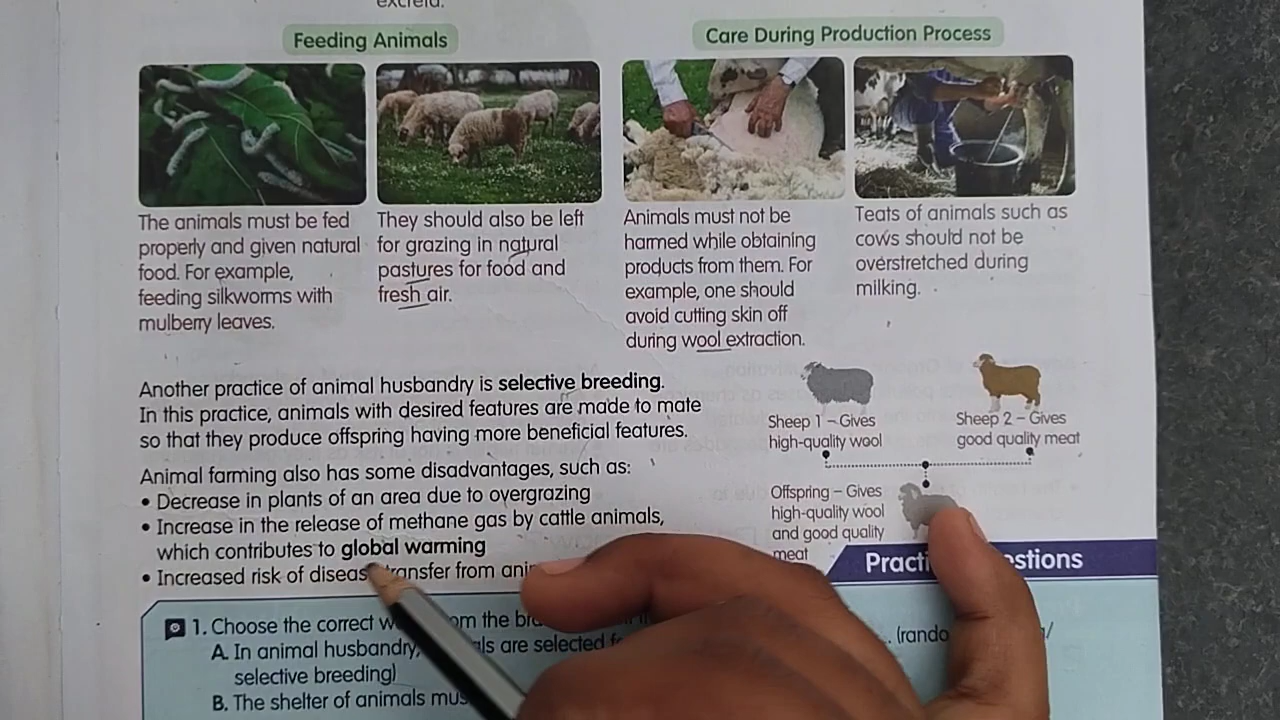 excreta.
Feeding Animals
Care During Production Process
The animals must be fed
properly and given natural
food. For example,
feeding silkworms with
mulberry leaves.
They should also be left
for grazing in natural
pastures for food and
fresh air.
Animals must not be
harmed while obtaining
products from them. For
example, one should
avoid cutting skin off
during wool extraction.
Teats of animals such as
cows should not be
overstretched during
milking.
Another practice of animal husbandry is selective breeding.
In this practice, animals with desired features are made to mate
so that they produce offspring having more beneficial features.
Sheep 1 – Gives
high-quality wool
Sheep 2 – Gives
good quality meat
Offspring – Gives
high-quality wool
and good quality
meat
Animal farming also has some disadvantages, such as:
• Decrease in plants of an area due to overgrazing
• Increase in the release of methane gas by cattle animals,
which contributes to global warming
• Increased risk of from
1. Choose the correct the
A. In animal husbandry, are selected
selective breeding)
B. The shelter of animals